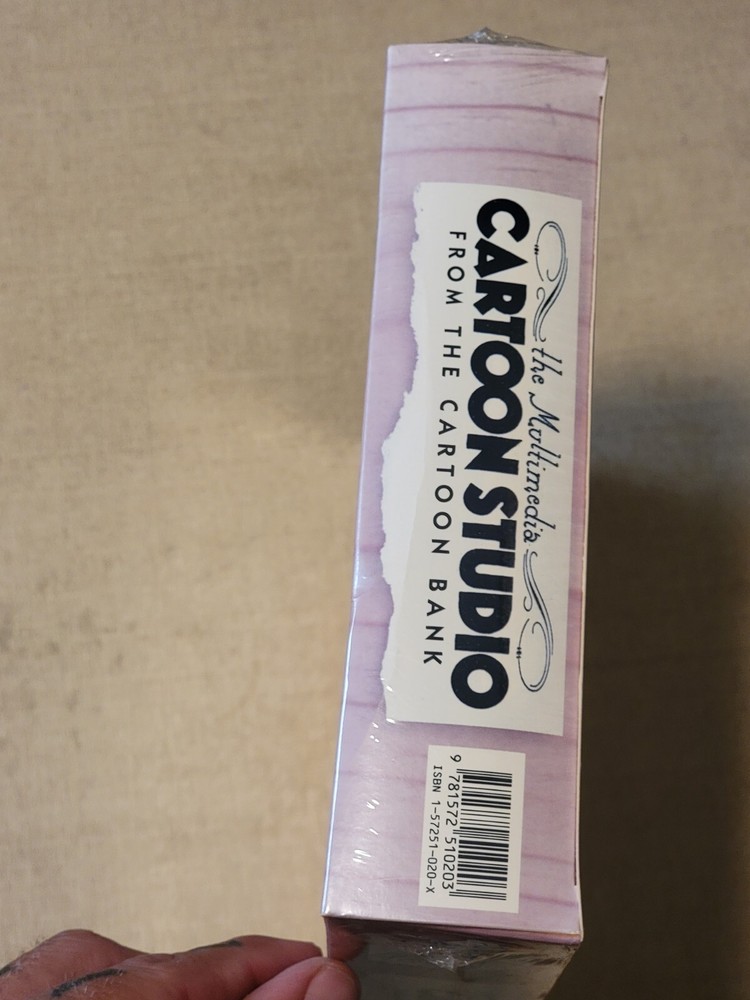 the Multimedia
CARTOON STUDIO
FROM THE CARTOON BANK
9 781572 510203
ISBN 1-57251-020-X